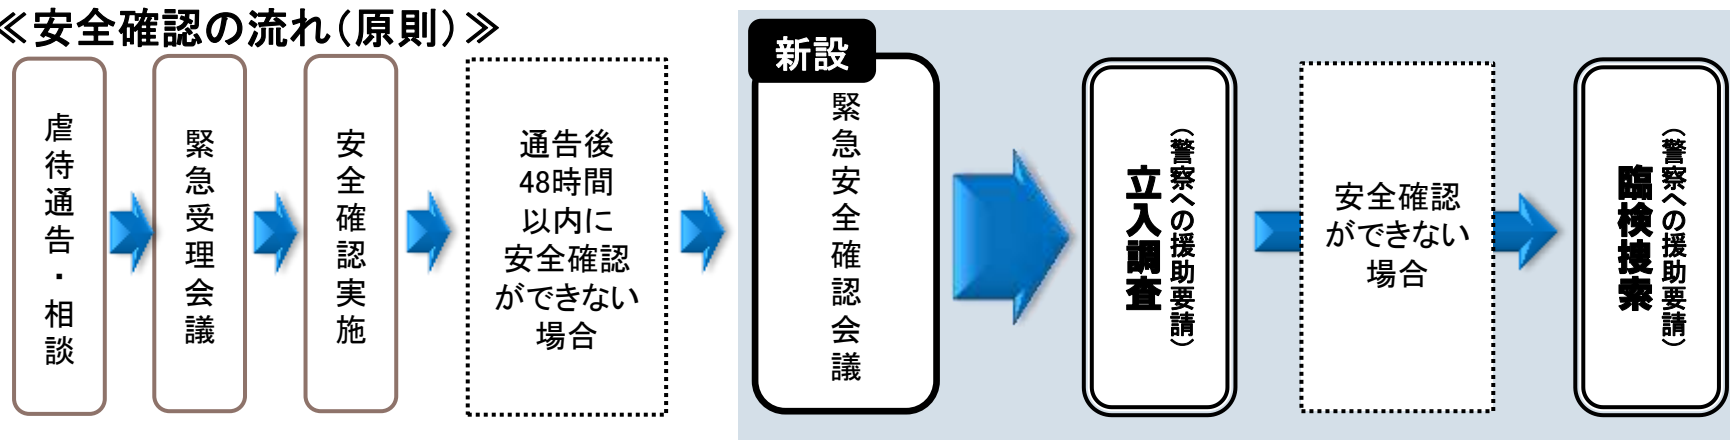 ≪安全確認の流れ(原則)≫
虐待通告・相談
緊急受理会議
安全確認実施
通告後
48時間
以内に
安全確認
ができない
場合
新設
緊急安全確認会議
(警察への援助要請)
立入調査
安全確認
ができない
場合
(警察への援助要請)
臨検捜索